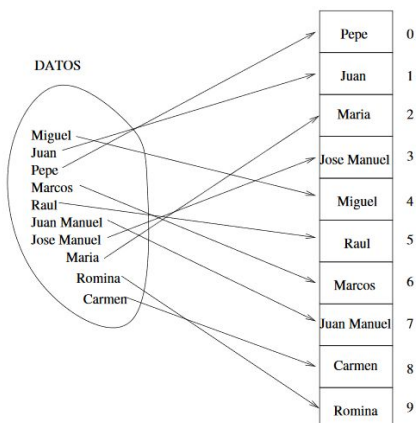 DATOS
Miguel
Juan
Pepe
Marcos
Raul
Juan Manuel
Jose Manuel
Maria
Romina
Carmen
Pepe 0
Juan 1
Maria 2
Jose Manuel 3
Miguel 4
Raul 5
Marcos 6
Juan Manuel 7
Carmen 8
Romina 9